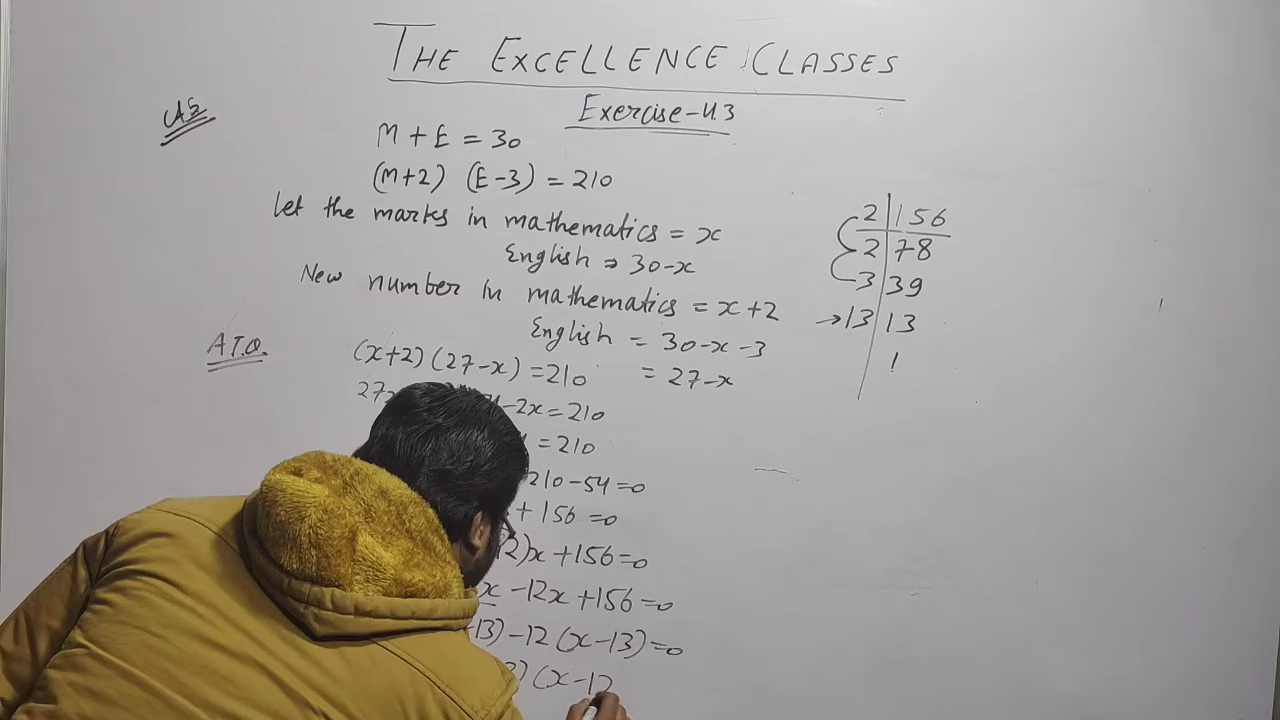 THE EXCELLENCE CLASSES
Exercise-4.3
M + E = 30
(M+2) (E-3) = 210
Let the marks in mathematics = x
English ⇒ 30-x
New number in mathematics = x+2
English = 30-x-3
= 27-x
A.T.Q.
(x+2)(27-x) = 210
27 -2x = 210
= 210
210-54=0
+ 156 =0
2)x +156=0
x -12x +156=0
13) -12 (x-13)=0
) (x-12
2 | 156
2 | 78
3 | 39
→13 | 13
| 1